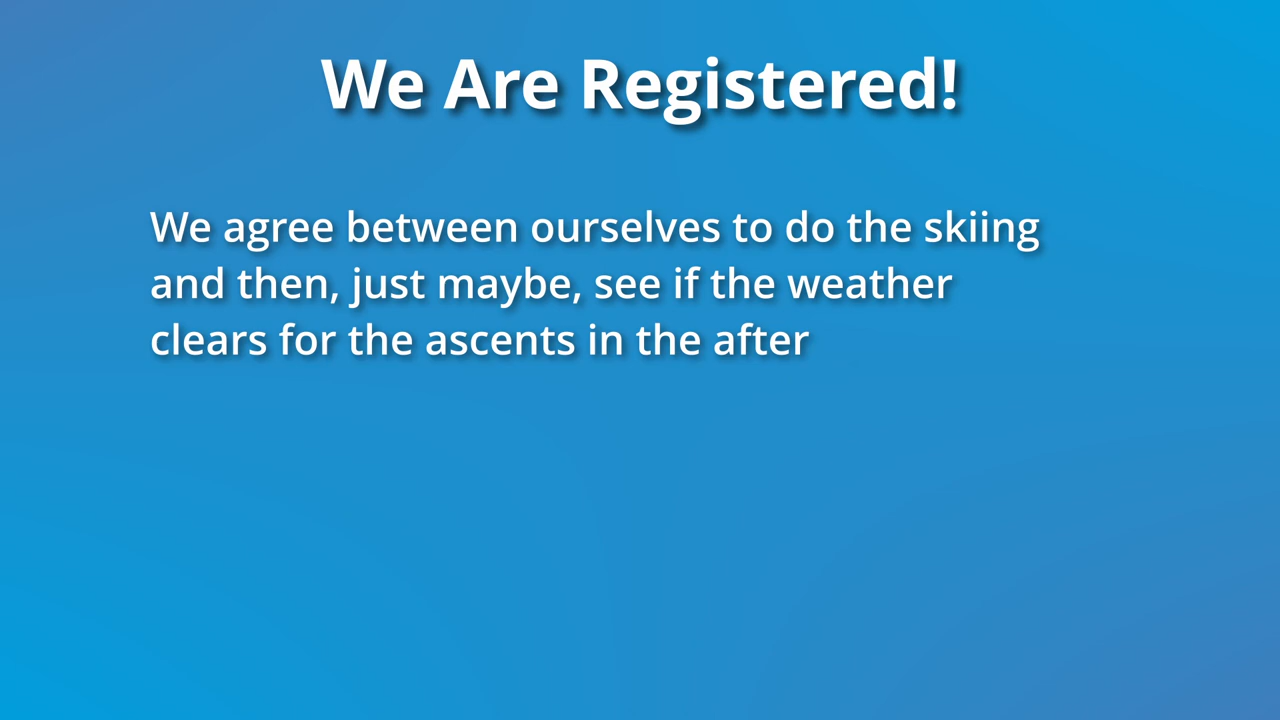 We Are Registered!
We agree between ourselves to do the skiing
and then, just maybe, see if the weather
clears for the ascents in the after